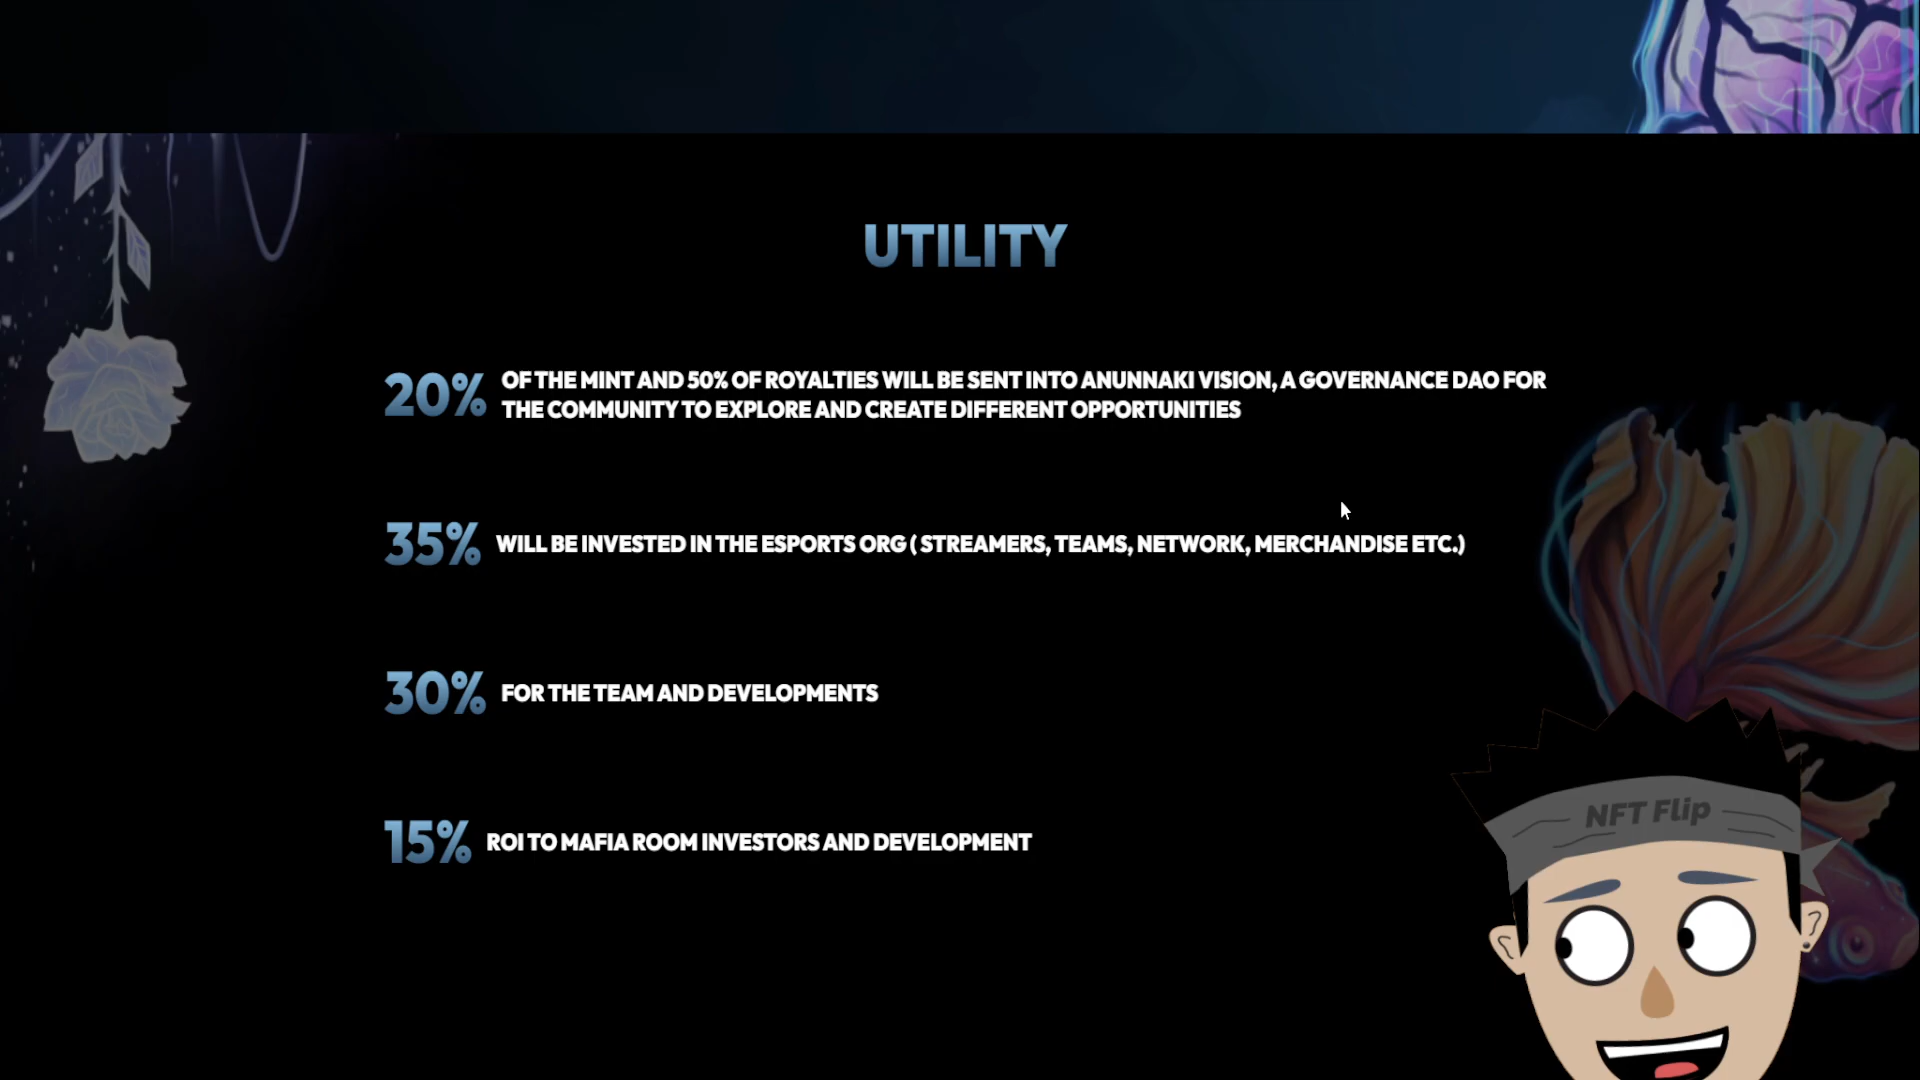 UTILITY
20% OF THE MINT AND 50% OF ROYALTIES WILL BE SENT INTO ANUNNAKI VISION, A GOVERNANCE DAO FOR
THE COMMUNITY TO EXPLORE AND CREATE DIFFERENT OPPORTUNITIES
35% WILL BE INVESTED IN THE ESPORTS ORG ( STREAMERS, TEAMS, NETWORK, MERCHANDISE ETC.)
30% FOR THE TEAM AND DEVELOPMENTS
15% ROI TO MAFIA ROOM INVESTORS AND DEVELOPMENT
NFT Flip